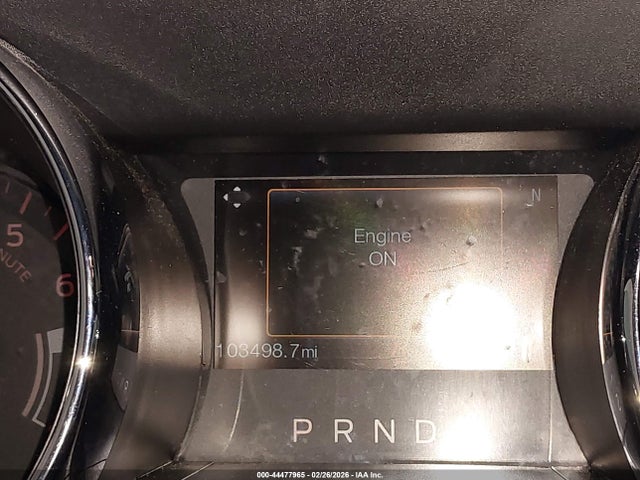 N
5
6
Engine
ON
103498.7mi
P R N D
000-44477965 - 02/26/2026 - © IAA Inc.